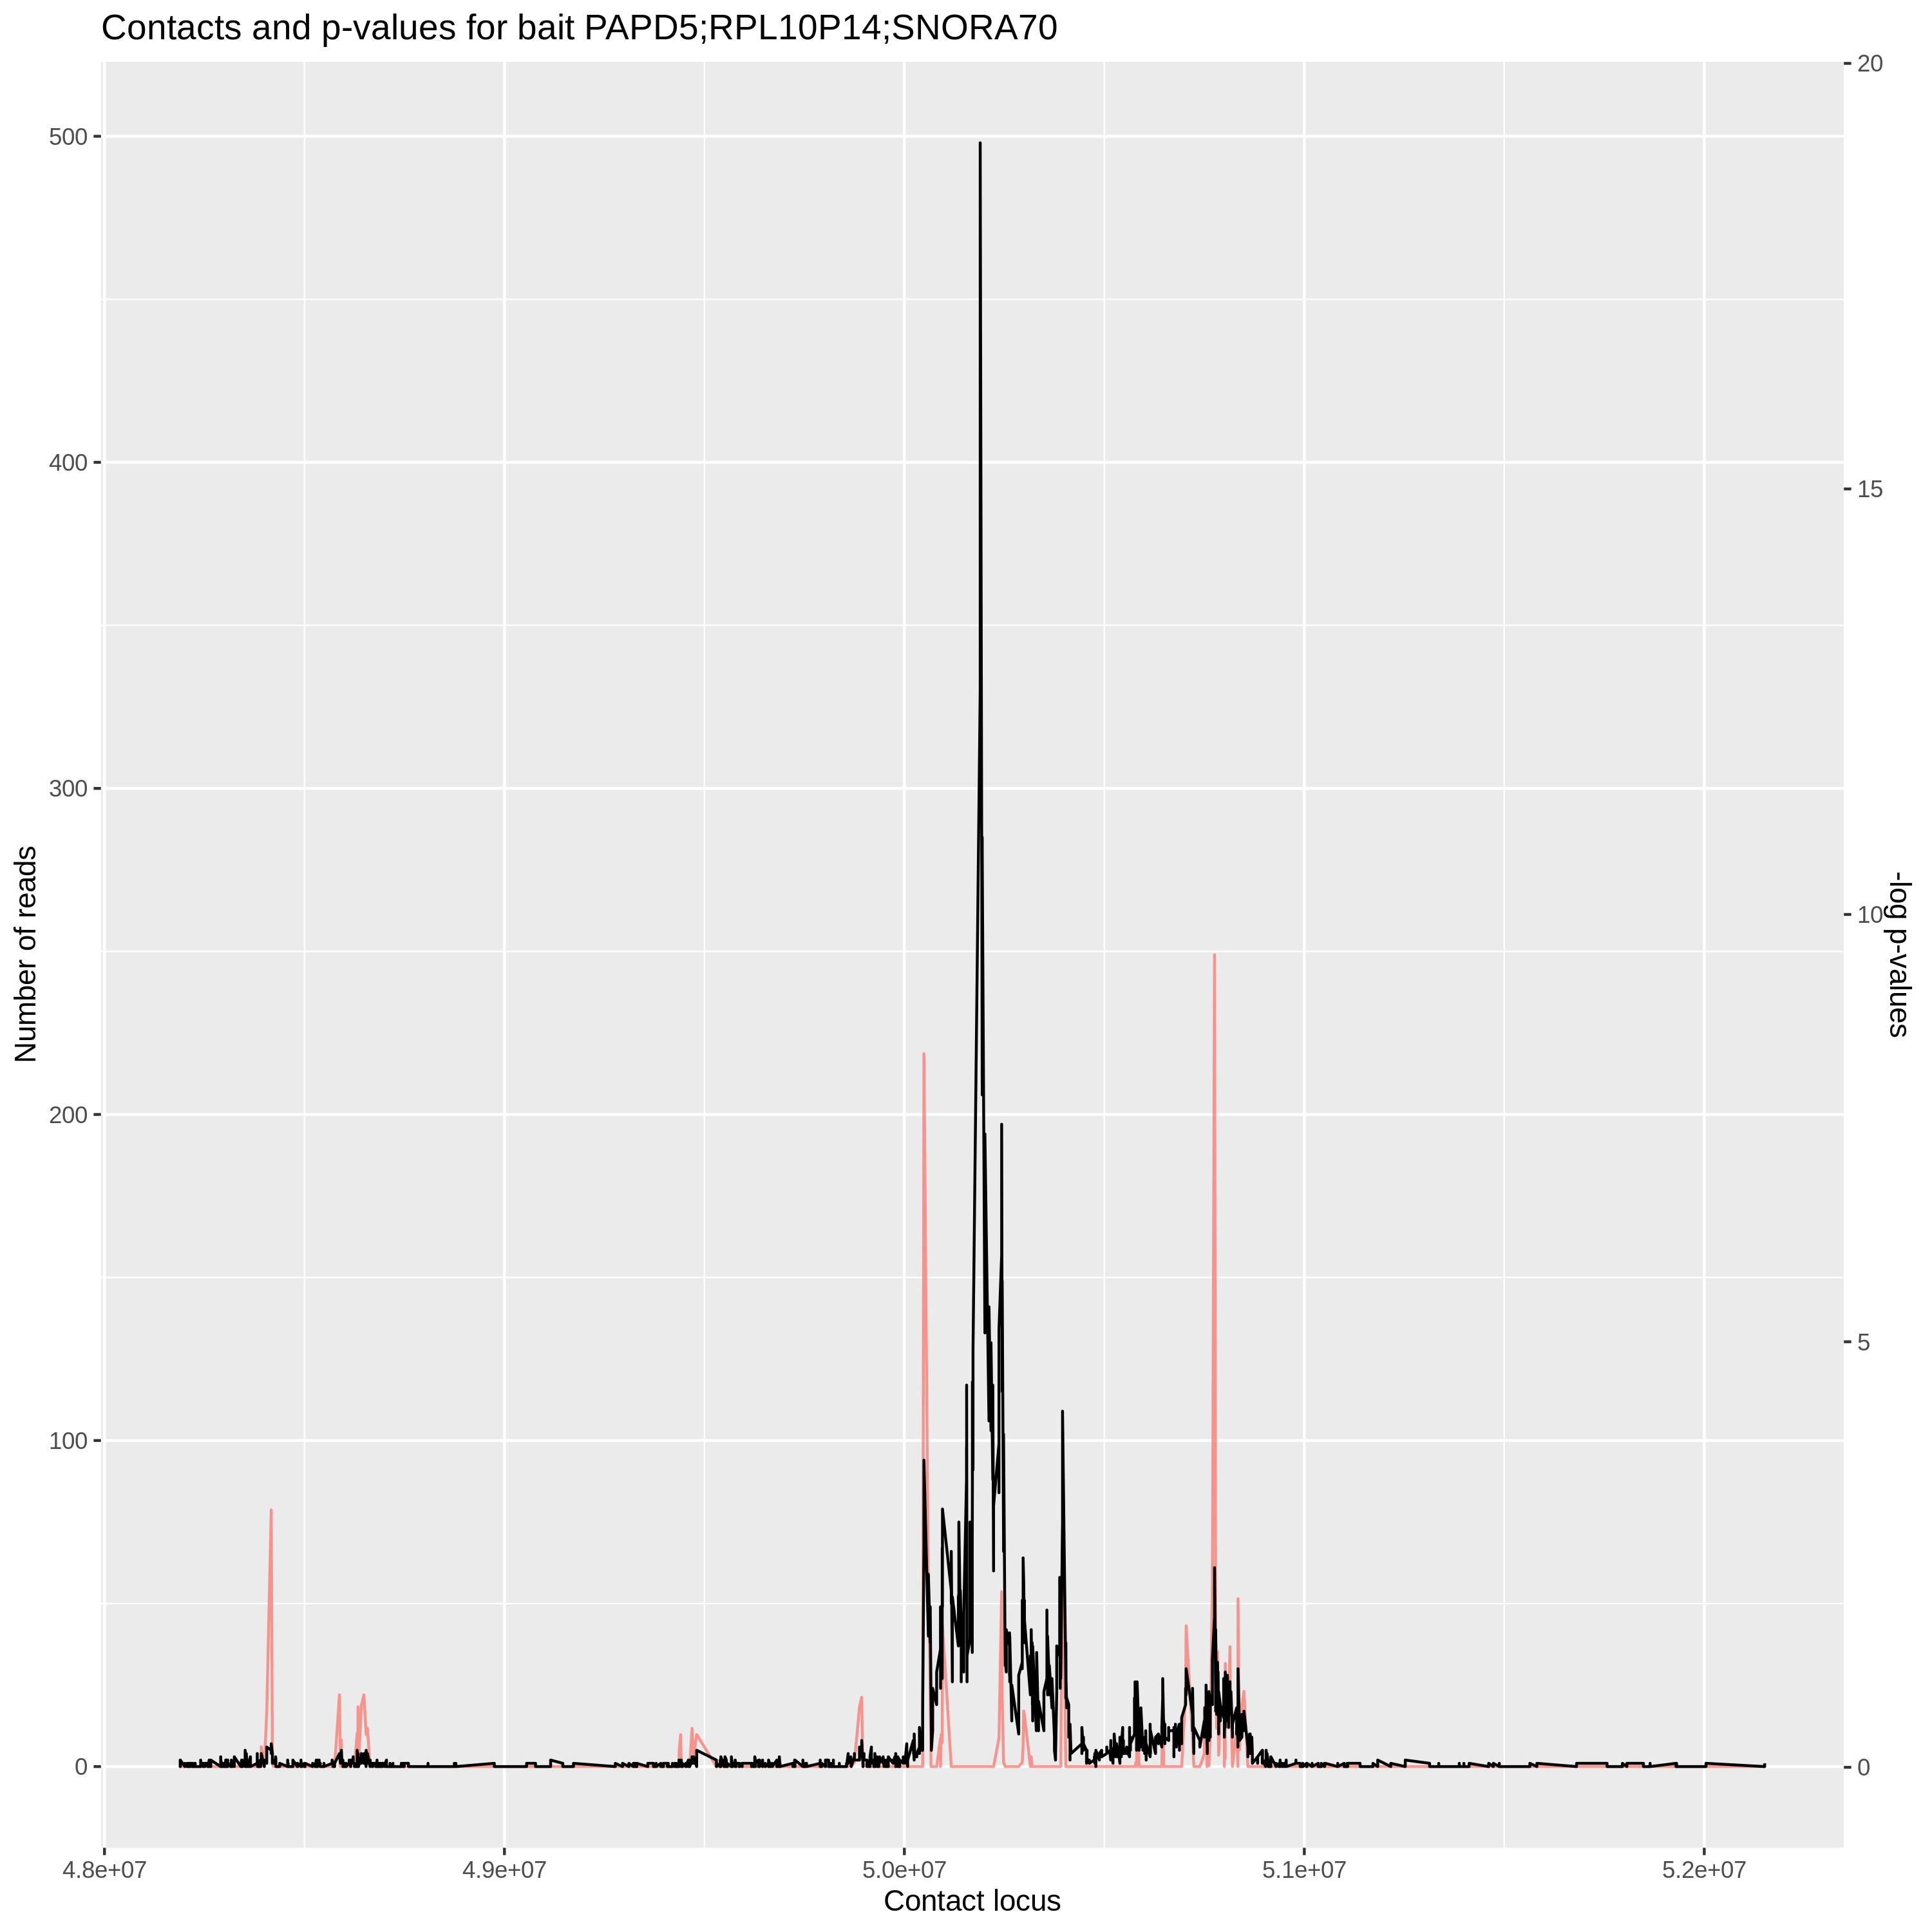 Contacts and p-values for bait PAPD5;RPL10P14;SNORA70
20
500
400
15
300
10
Number of reads
-log p-values
200
5
100
0
0
4.8e+07 4.9e+07 5.0e+07 5.1e+07 5.2e+07
Contact locus